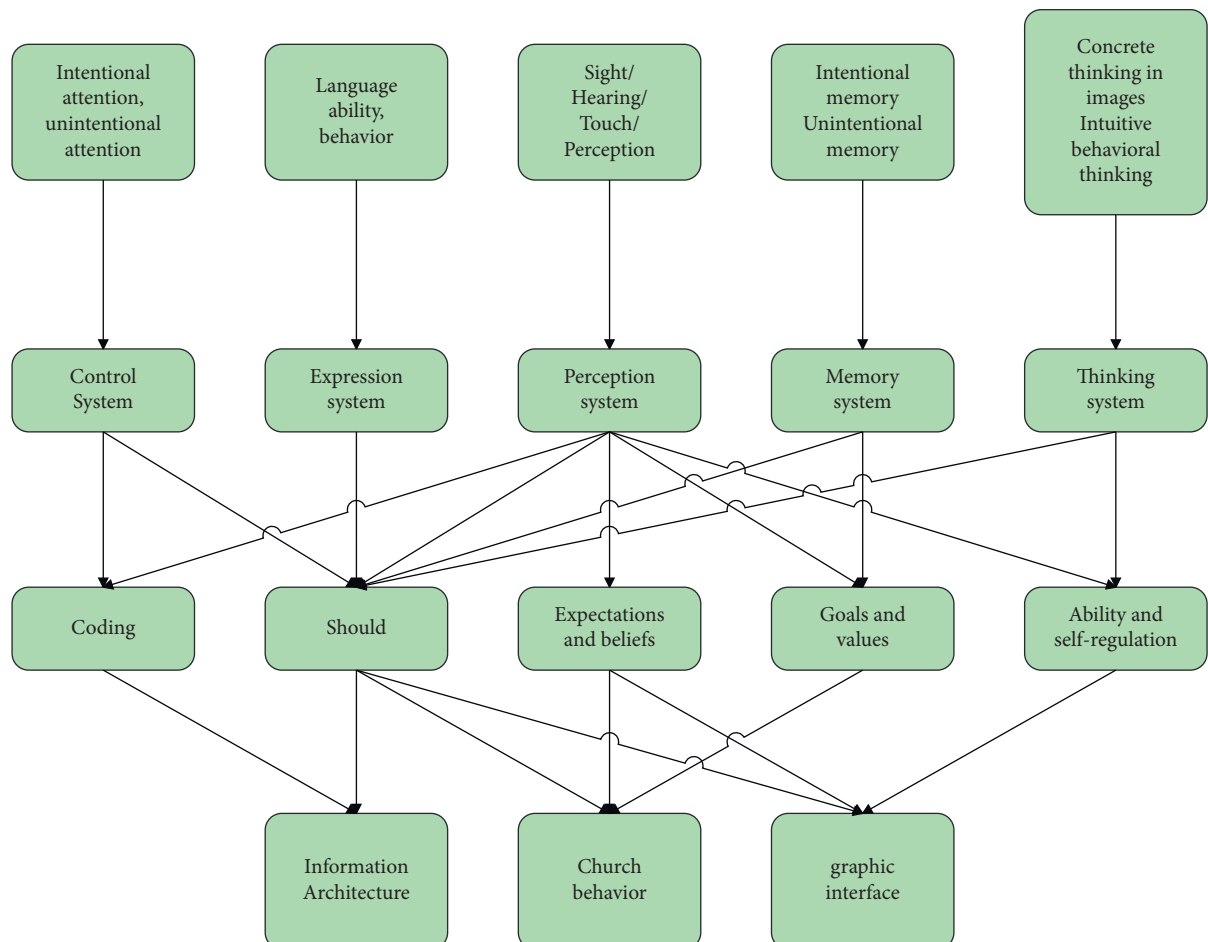 Intentional
attention,
unintentional
attention
Language
ability,
behavior
Sight/
Hearing/
Touch/
Perception
Intentional
memory
Unintentional
memory
Concrete
thinking in
images
Intuitive
behavioral
thinking
Control
System
Expression
system
Perception
system
Memory
system
Thinking
system
Coding
Should
Expectations
and beliefs
Goals and
values
Ability and
self-regulation
Information
Architecture
Church
behavior
graphic
interface